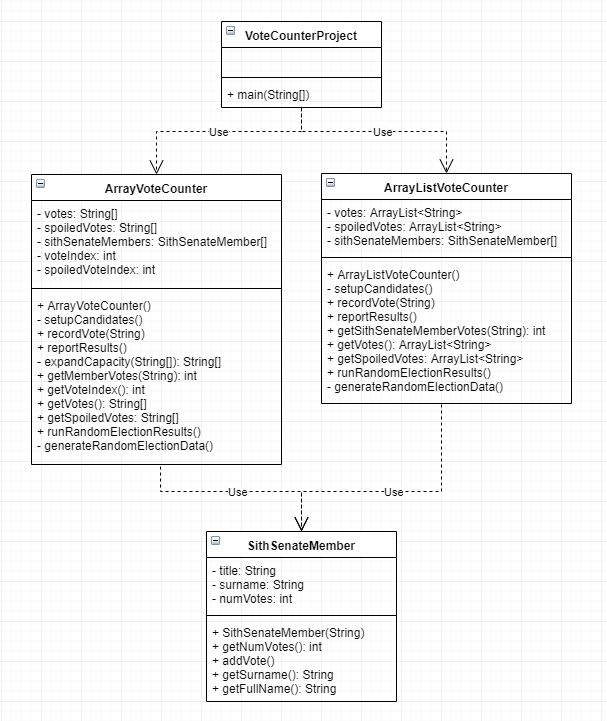 VoteCounterProject
+ main(String[])
Use
Use
ArrayVoteCounter
- votes: String[]
- spoiledVotes: String[]
- sithSenateMembers: SithSenateMember[]
- voteIndex: int
- spoiledVoteIndex: int
+ ArrayVoteCounter()
- setupCandidates()
+ recordVote(String)
+ reportResults()
- expandCapacity(String[]): String[]
+ getMemberVotes(String): int
+ getVoteIndex(): int
+ getVotes(): String[]
+ getSpoiledVotes: String[]
+ runRandomElectionResults()
- generateRandomElectionData()
ArrayListVoteCounter
- votes: ArrayList<String>
- spoiledVotes: ArrayList<String>
- sithSenateMembers: SithSenateMember[]
+ ArrayListVoteCounter()
- setupCandidates()
+ recordVote(String)
+ reportResults()
+ getSithSenateMemberVotes(String): int
+ getVotes(): ArrayList<String>
+ getSpoiledVotes: ArrayList<String>
+ runRandomElectionResults()
- generateRandomElectionData()
Use
Use
SithSenateMember
- title: String
- surname: String
- numVotes: int
+ SithSenateMember(String)
+ getNumVotes(): int
+ addVote()
+ getSurname(): String
+ getFullName(): String